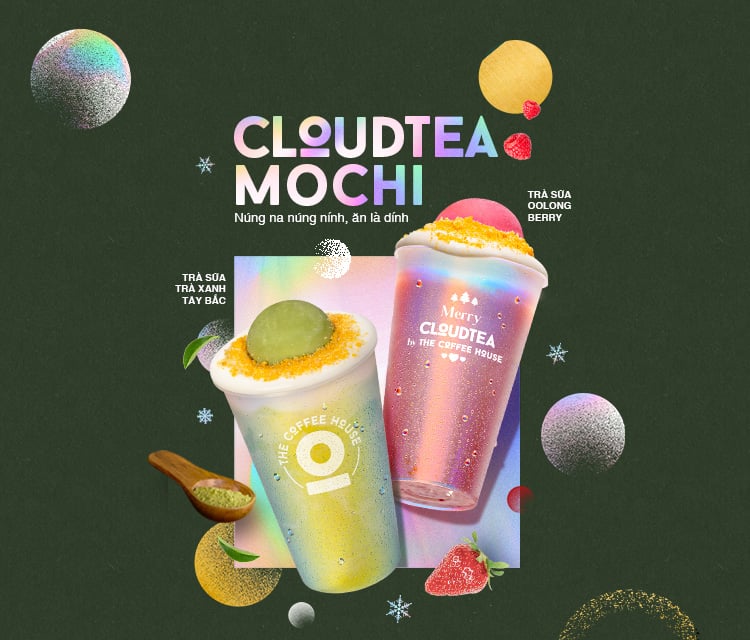 CLOUDTEA
MOCHI
Núng na núng nính, ăn là dính
TRÀ SỮA
OOLONG
BERRY
TRÀ SỮA
TRÀ XANH
TÂY BẮC
Merry
CLOUDTEA
by THE COFFEE HOUSE
THE COFFEE HOUSE